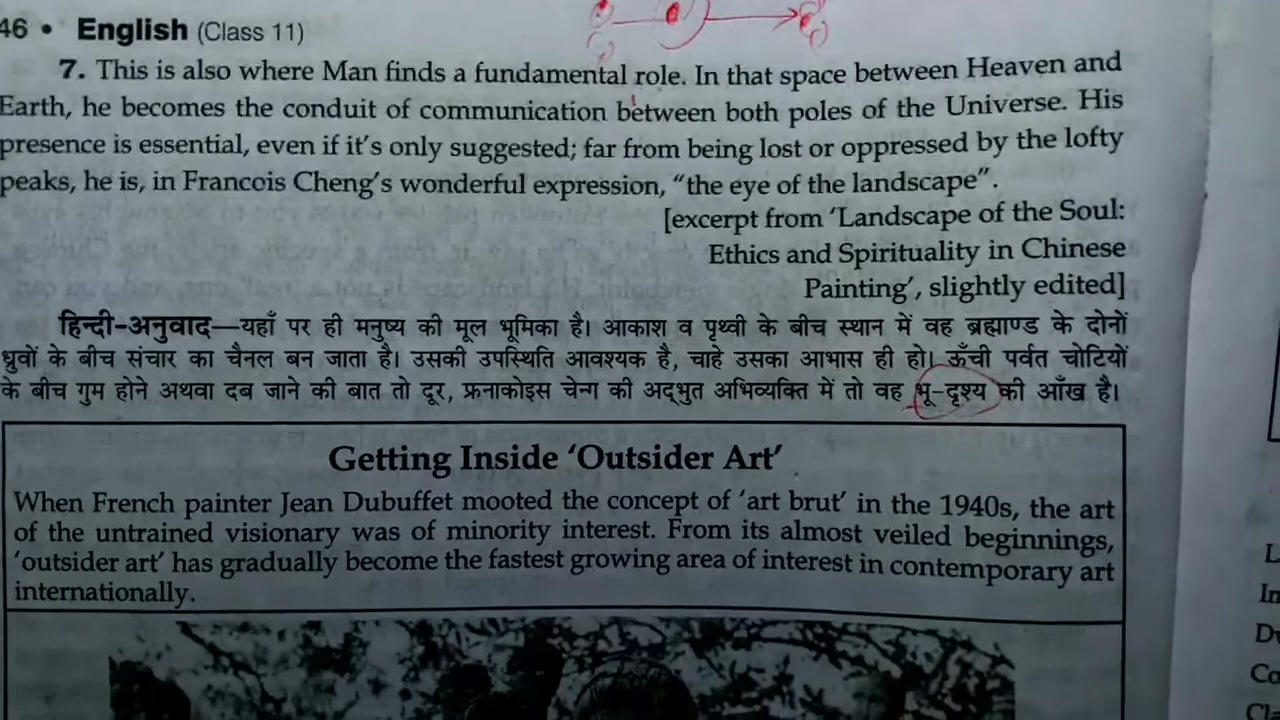 46 • English (Class 11)
7. This is also where Man finds a fundamental role. In that space between Heaven and
Earth, he becomes the conduit of communication between both poles of the Universe. His
presence is essential, even if it's only suggested; far from being lost or oppressed by the lofty
peaks, he is, in Francois Cheng's wonderful expression, “the eye of the landscape”.
[excerpt from ‘Landscape of the Soul:
Ethics and Spirituality in Chinese
Painting’, slightly edited]
हिन्दी-अनुवाद—यहाँ पर ही मनुष्य की मूल भूमिका है। आकाश व पृथ्वी के बीच स्थान में वह ब्रह्माण्ड के दोनों
ध्रुवों के बीच संचार का चैनल बन जाता है। उसकी उपस्थिति आवश्यक है, चाहे उसका आभास ही हो। ऊँची पर्वत चोटियों
के बीच गुम होने अथवा दब जाने की बात तो दूर, फ्रनाकोइस चेन्ग की अद्भुत अभिव्यक्ति में तो वह भू-दृश्य की आँख है।
Getting Inside ‘Outsider Art’
When French painter Jean Dubuffet mooted the concept of ‘art brut’ in the 1940s, the art
of the untrained visionary was of minority interest. From its almost veiled beginnings,
‘outsider art’ has gradually become the fastest growing area of interest in contemporary art
internationally.